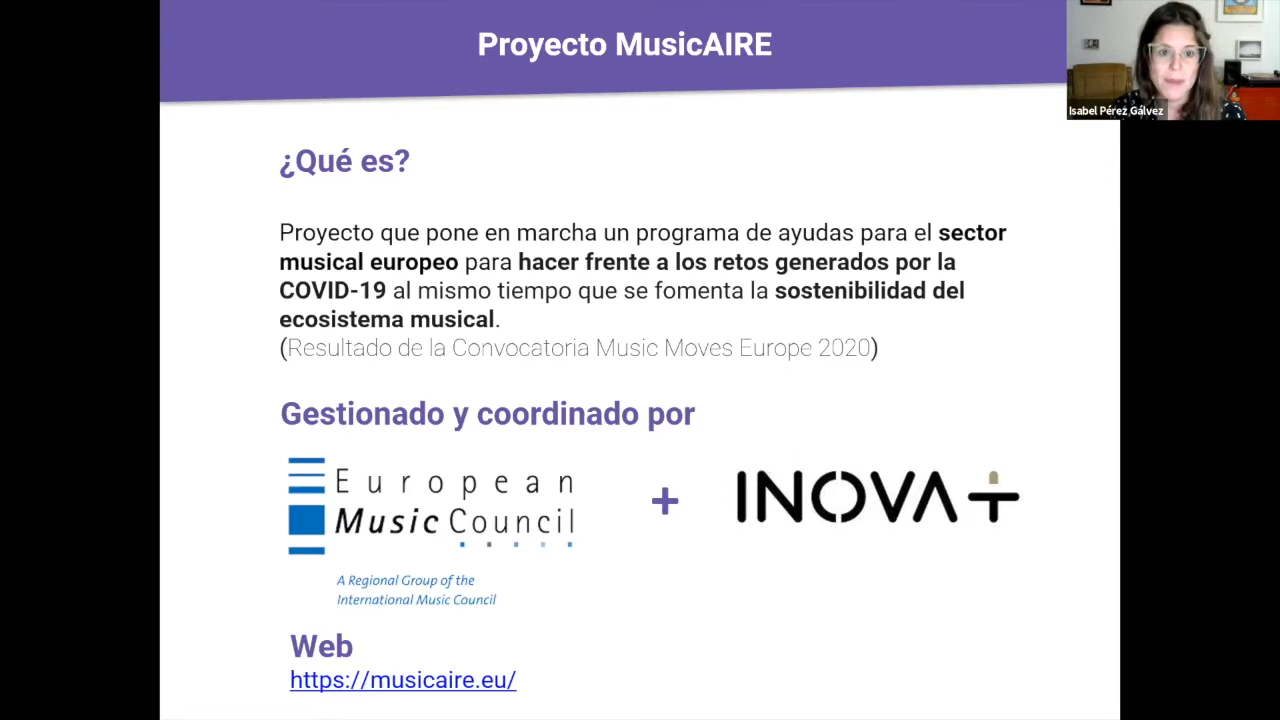 Proyecto MusicAIRE
Isabel Pérez Gálvez
¿Qué es?
Proyecto que pone en marcha un programa de ayudas para el sector
musical europeo para hacer frente a los retos generados por la
COVID-19 al mismo tiempo que se fomenta la sostenibilidad del
ecosistema musical.
(Resultado de la Convocatoria Music Moves Europe 2020)
Gestionado y coordinado por
European
Music Council
A Regional Group of the
International Music Council
+
INOVA+
Web
https://musicaire.eu/